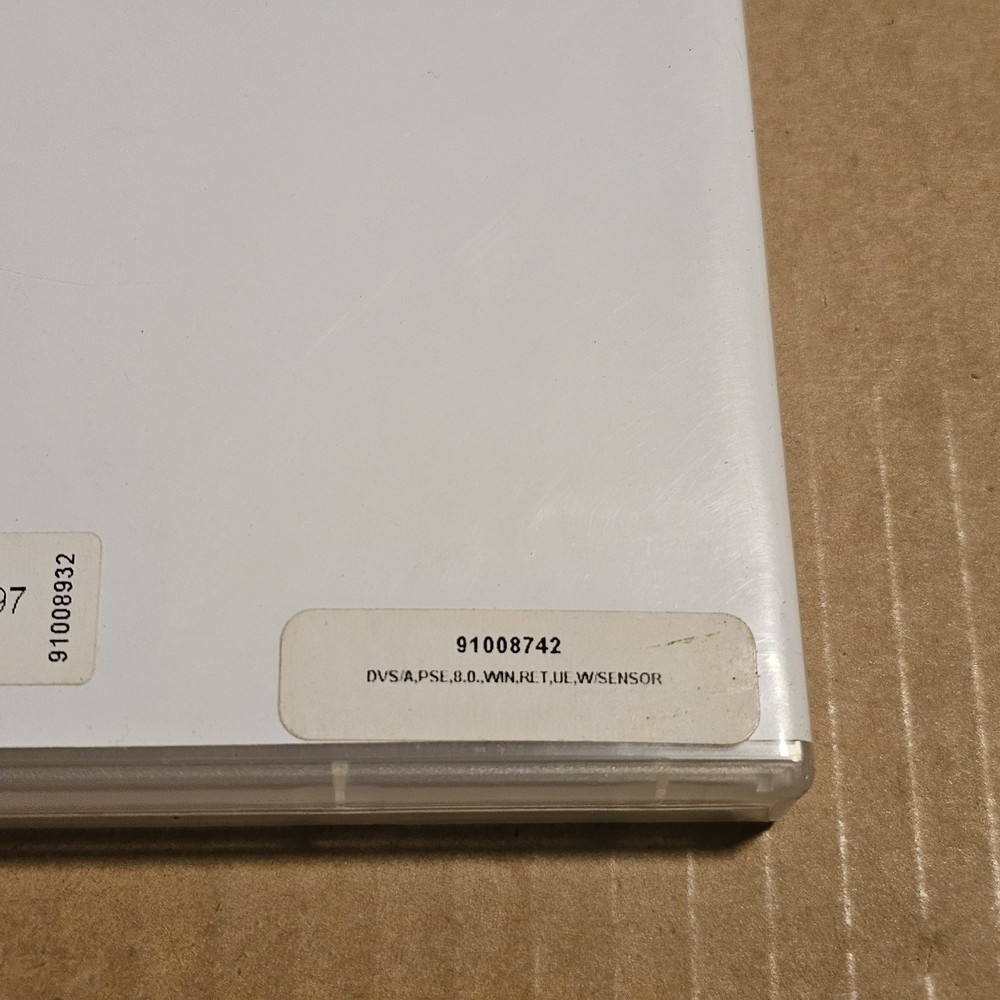 97
91008932
91008742
DVS/A,PSE,8.0.,WIN,RET,UE,W/SENSOR